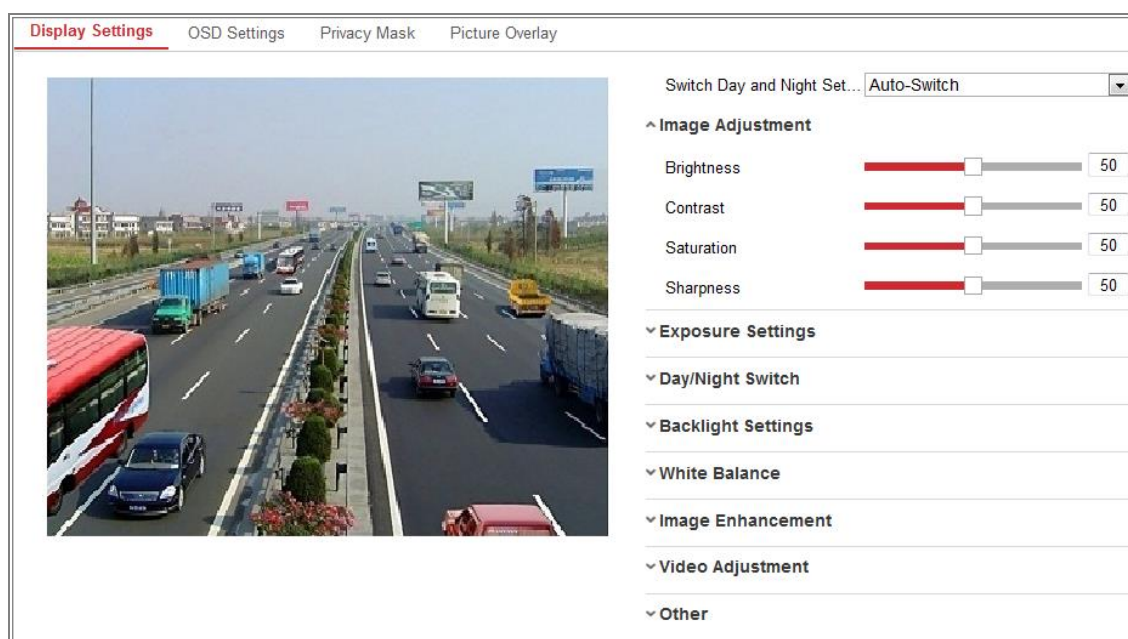 Display Settings OSD Settings Privacy Mask Picture Overlay
Switch Day and Night Set... Auto-Switch
Image Adjustment
Brightness 50
Contrast 50
Saturation 50
Sharpness 50
Exposure Settings
Day/Night Switch
Backlight Settings
White Balance
Image Enhancement
Video Adjustment
Other